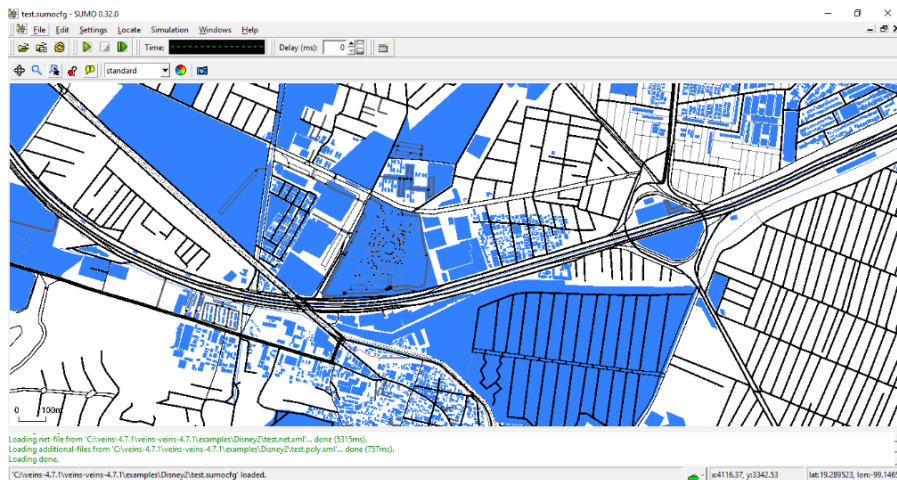 test.sumocfg - SUMO 0.32.0
File Edit Settings Locate Simulation Windows Help
Time: Delay (ms): 0
standard
0 100m
Loading net-file from 'C:\veins-4.7.1\veins-veins-4.7.1\examples\Disney2\test.net.xml'... done (5315ms).
Loading additional-files from 'C:\veins-4.7.1\veins-veins-4.7.1\examples\Disney2\test.poly.xml'... done (757ms).
Loading done.
'C:\veins-4.7.1\veins-veins-4.7.1\examples\Disney2\test.sumocfg' loaded. x:4116.37, y:3342.53 lat:19.289523, lon:-99.1465